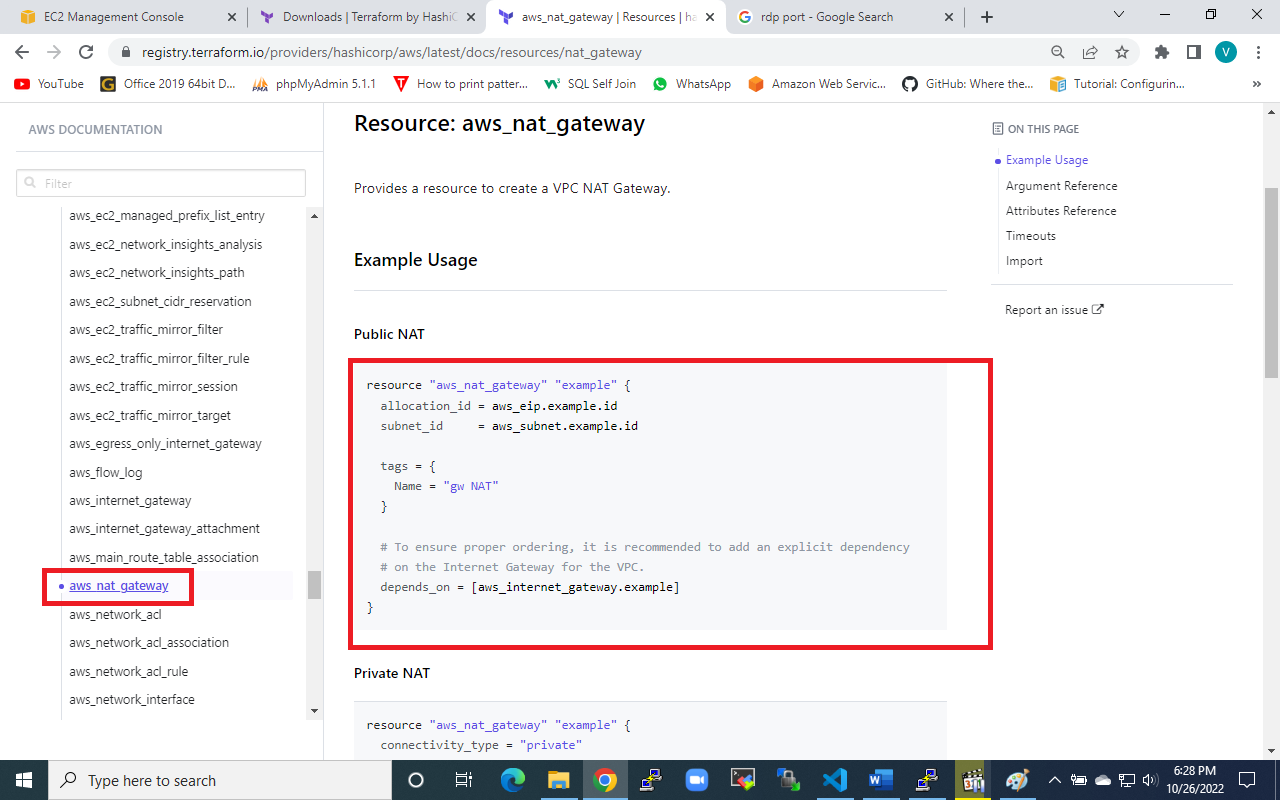 EC2 Management Console
Downloads | Terraform by HashiC
aws_nat_gateway | Resources | ha
rdp port - Google Search
registry.terraform.io/providers/hashicorp/aws/latest/docs/resources/nat_gateway
V
YouTube
Office 2019 64bit D...
phpMyAdmin 5.1.1
How to print patter...
SQL Self Join
WhatsApp
Amazon Web Servic...
GitHub: Where the...
Tutorial: Configurin...
»
AWS DOCUMENTATION
Filter
aws_ec2_managed_prefix_list_entry
aws_ec2_network_insights_analysis
aws_ec2_network_insights_path
aws_ec2_subnet_cidr_reservation
aws_ec2_traffic_mirror_filter
aws_ec2_traffic_mirror_filter_rule
aws_ec2_traffic_mirror_session
aws_ec2_traffic_mirror_target
aws_egress_only_internet_gateway
aws_flow_log
aws_internet_gateway
aws_internet_gateway_attachment
aws_main_route_table_association
aws_nat_gateway
aws_network_acl
aws_network_acl_association
aws_network_acl_rule
aws_network_interface
Resource: aws_nat_gateway
Provides a resource to create a VPC NAT Gateway.
Example Usage
Public NAT
resource "aws_nat_gateway" "example" {
  allocation_id = aws_eip.example.id
  subnet_id     = aws_subnet.example.id
  tags = {
    Name = "gw NAT"
  }
  # To ensure proper ordering, it is recommended to add an explicit dependency
  # on the Internet Gateway for the VPC.
  depends_on = [aws_internet_gateway.example]
}
Private NAT
resource "aws_nat_gateway" "example" {
  connectivity_type = "private"
ON THIS PAGE
Example Usage
Argument Reference
Attributes Reference
Timeouts
Import
Report an issue
Type here to search
6:28 PM
10/26/2022